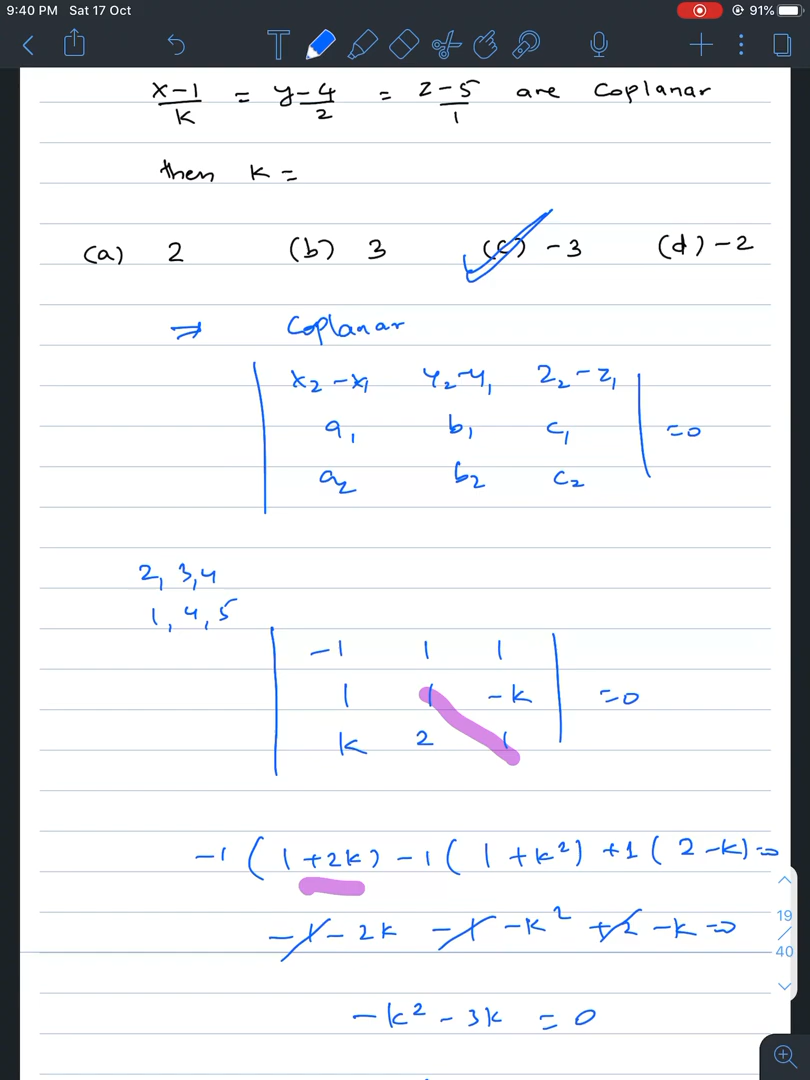 9:40 PM Sat 17 Oct 91%
x-1/k = y-4/2 = z-5/1 are coplanar
then k =
(a) 2 (b) 3 (c) -3 (d) -2
⇒ Coplanar
x₂-x₁ y₂-y₁ z₂-z₁
a₁ b₁ c₁ =0
a₂ b₂ c₂
2, 3, 4
1, 4, 5
-1 1 1
1 1 -k =0
k 2 1
-1 ( 1+2k) -1 ( 1+k²) +1 ( 2-k)=0
-1 - 2k -1 -k² +2 -k =0
-k² - 3k = 0
19
/
40